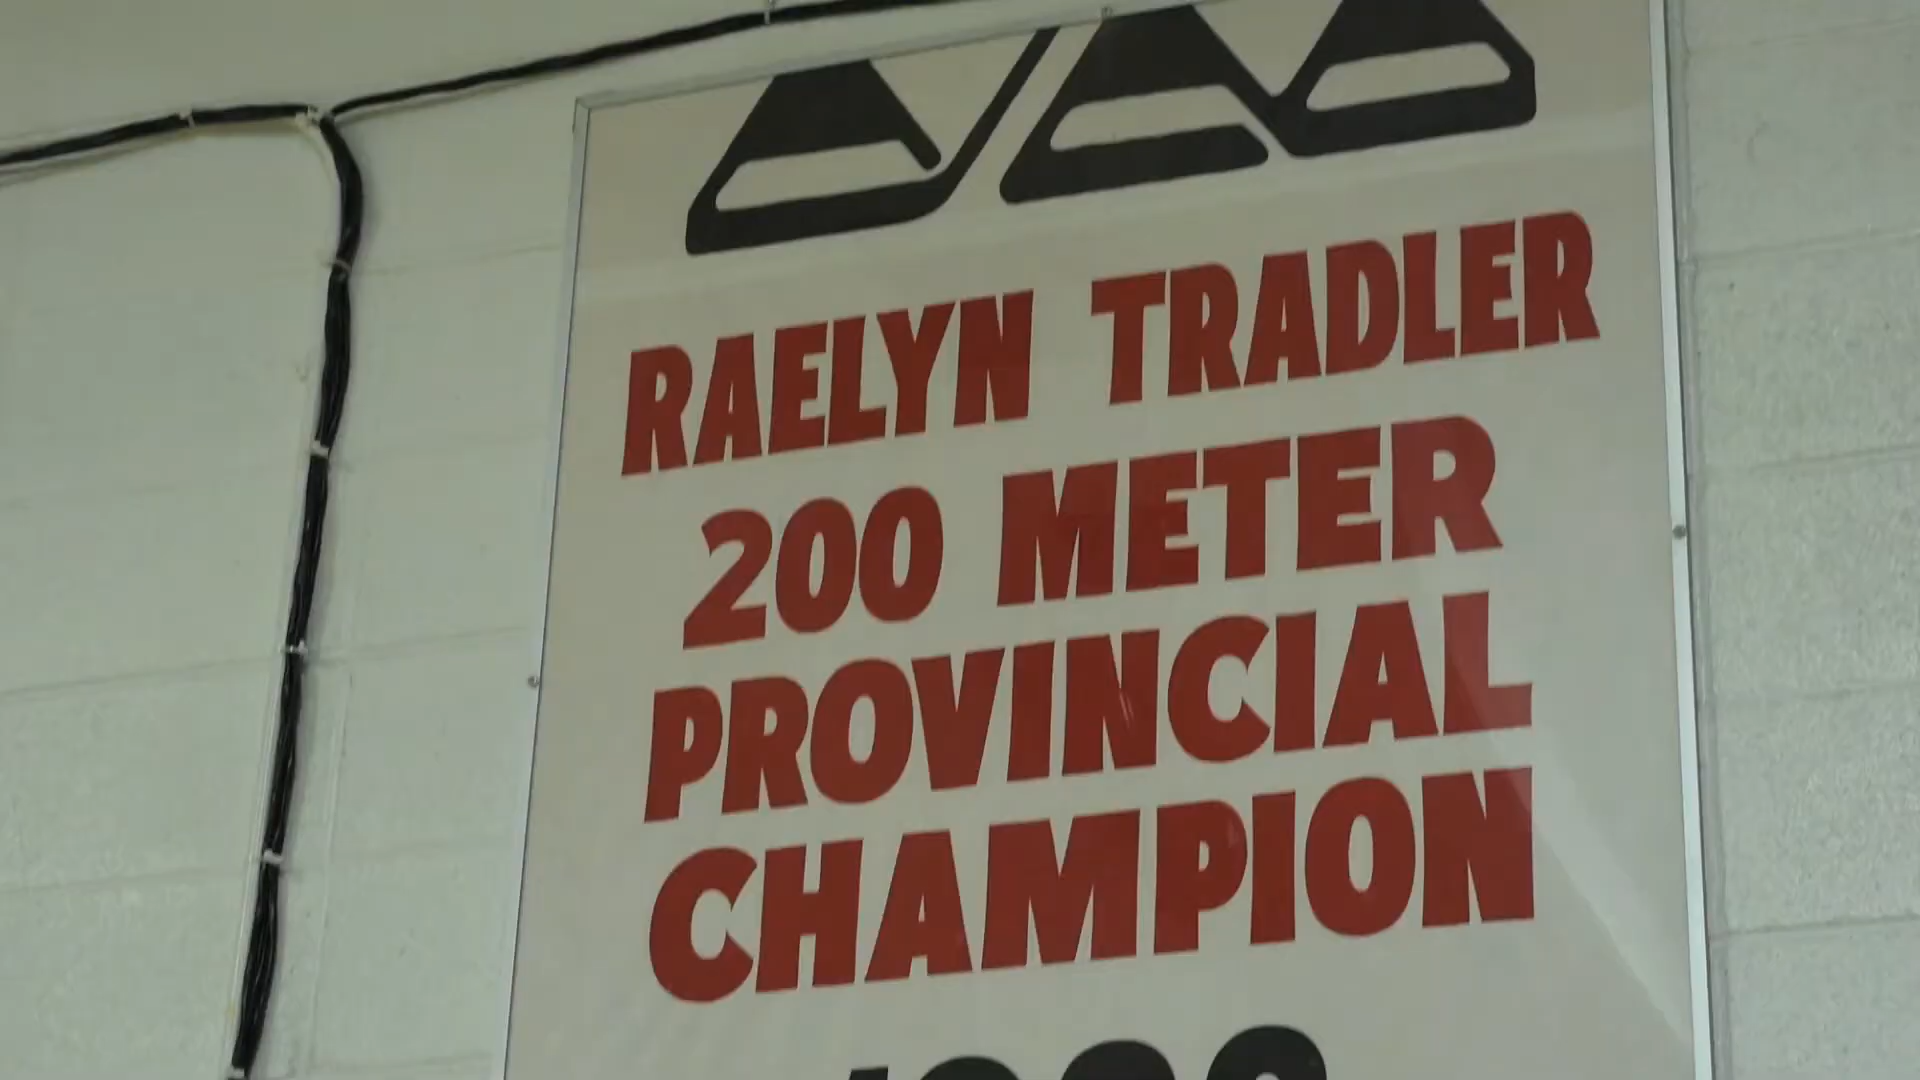 RAELYN TRADLER
200 METER
PROVINCIAL
CHAMPION